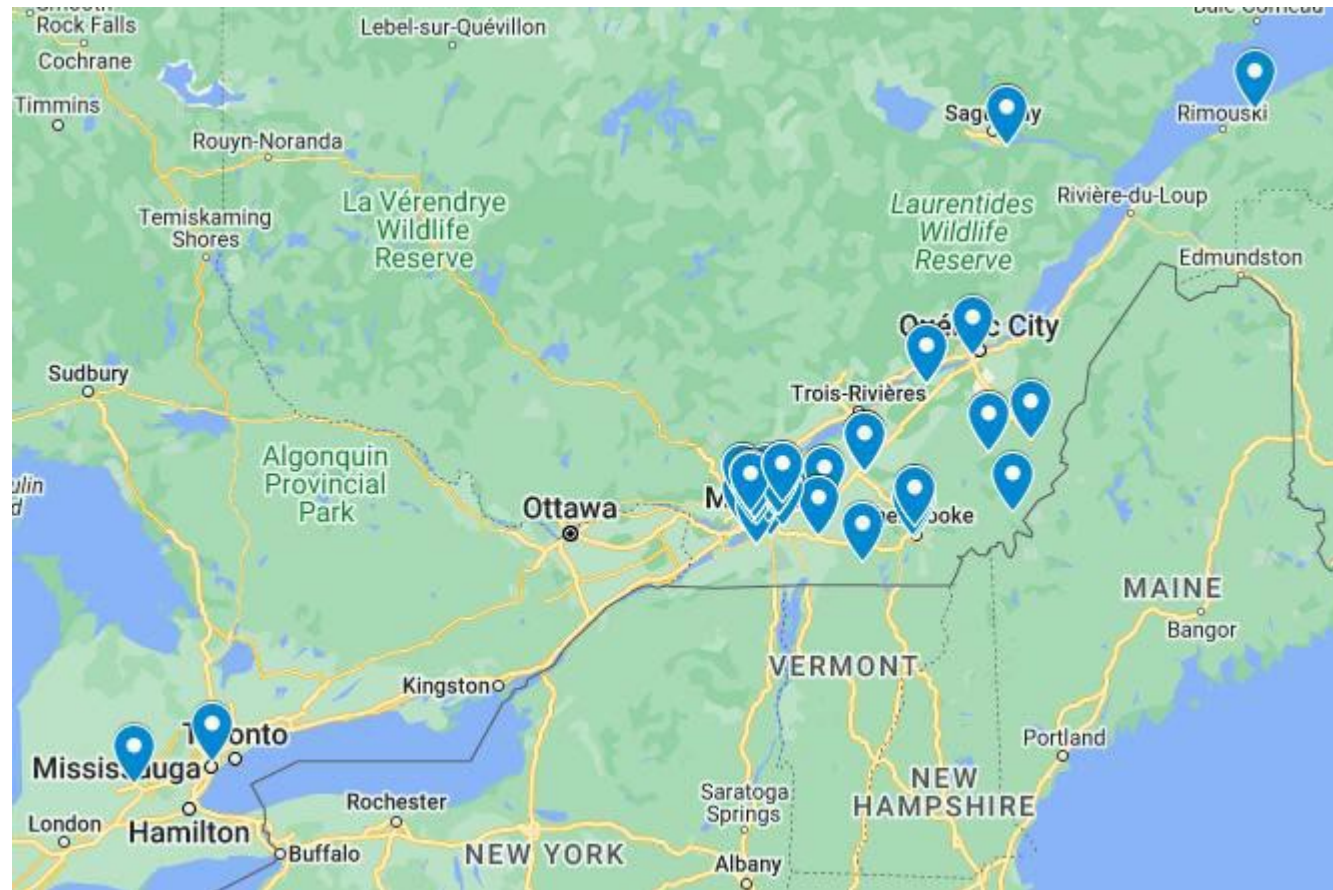 Rock Falls
Cochrane
Timmins
Lebel-sur-Quévillon
Rouyn-Noranda
Rimouski
La Vérendrye
Wildlife
Reserve
Temiskaming
Shores
Laurentides
Wildlife
Reserve
Rivière-du-Loup
Edmundston
City
Sudbury
Trois-Rivières
Algonquin
Provincial
Park
Ottawa
MAINE
Bangor
VERMONT
Kingston
Portland
Mississauga
Hamilton
London
Rochester
Buffalo
NEW YORK
Saratoga
Springs
NEW
HAMPSHIRE
Albany